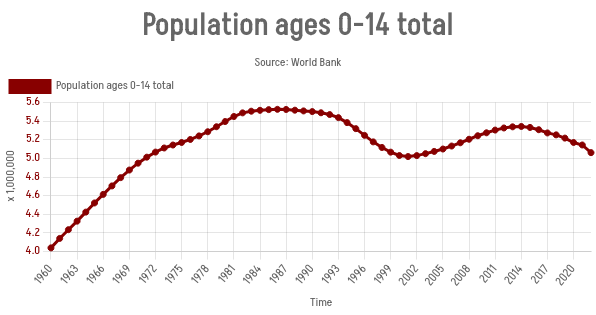 Population ages 0-14 total
Source: World Bank
Population ages 0-14 total
5.6
5.4
5.2
5.0
4.8
4.6
4.4
4.2
4.0
x 1,000,000
1960 1963 1966 1969 1972 1975 1978 1981 1984 1987 1990 1993 1996 1999 2002 2005 2008 2011 2014 2017 2020
Time